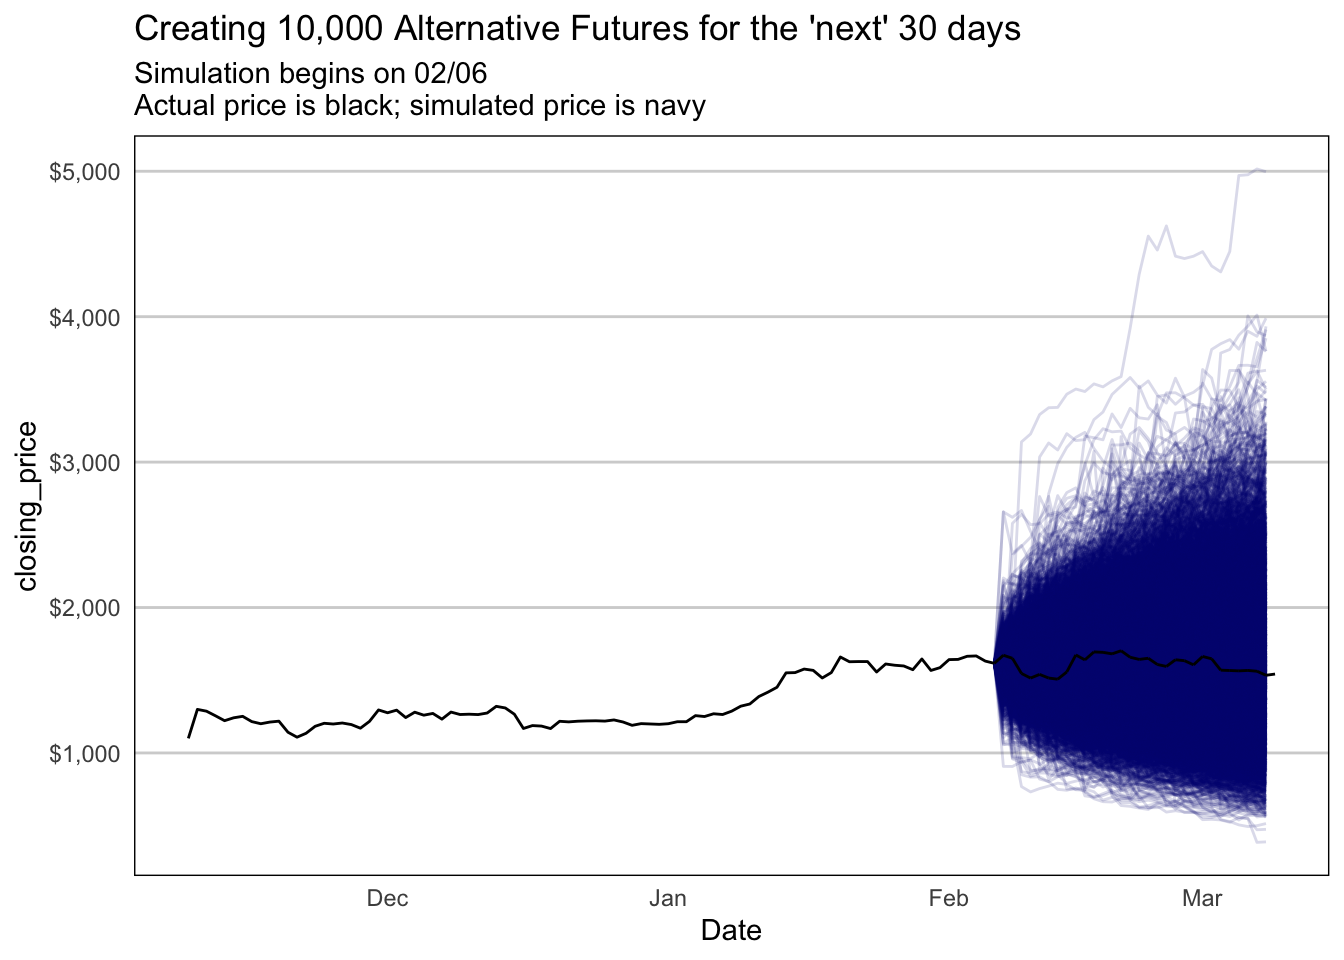 Creating 10,000 Alternative Futures for the 'next' 30 days
Simulation begins on 02/06
Actual price is black; simulated price is navy
$5,000
$4,000
$3,000
$2,000
$1,000
closing_price
Dec
Jan
Feb
Mar
Date